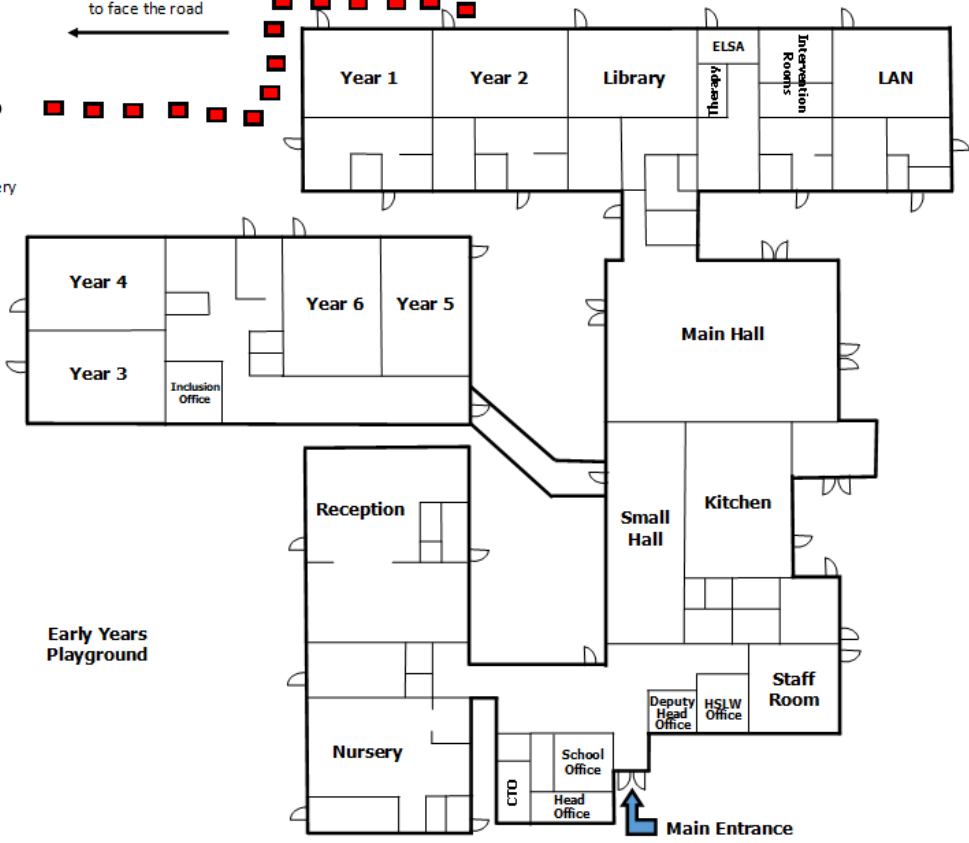 to face the road
ery
Year 1
Year 2
Library
ELSA
Therapy
Intervention
Rooms
LAN
Year 4
Year 3
Inclusion
Office
Year 6
Year 5
Main Hall
Reception
Small
Hall
Kitchen
Early Years
Playground
Nursery
CTO
School
Office
Head
Office
Deputy
Head
Office
HSLW
Office
Staff
Room
Main Entrance